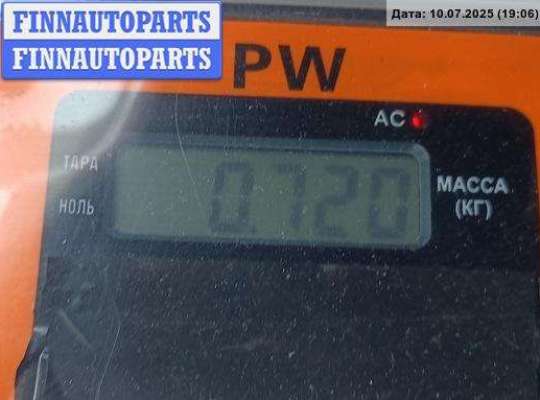 FINNAUTOPARTS
FINNAUTOPARTS
Дата: 10.07.2025 (19:06)
PW
AC
ТАРА
НОЛЬ
0.720
МАССА
(КГ)